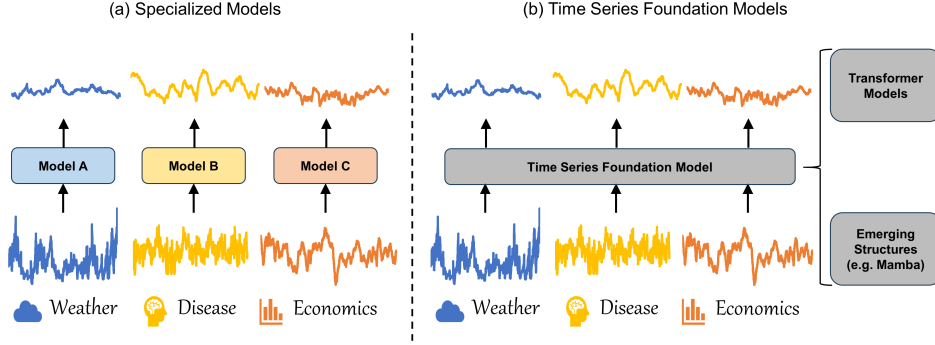 (a) Specialized Models
Model A
Model B
Model C
Weather
Disease
Economics
(b) Time Series Foundation Models
Time Series Foundation Model
Weather
Disease
Economics
Transformer
Models
Emerging
Structures
(e.g. Mamba)